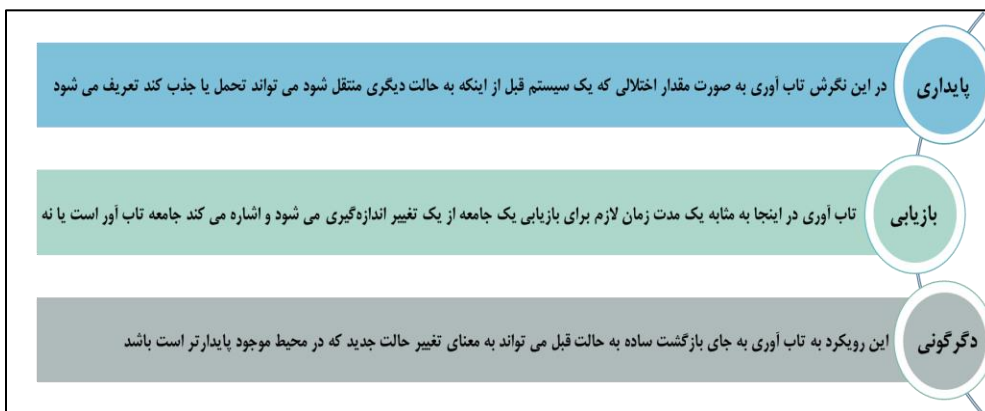 پایداری
در این نگرش تاب آوری به صورت مقدار اختلالی که یک سیستم قبل از اینکه به حالت دیگری منتقل شود می تواند تحمل یا جذب کند تعریف می شود
بازیابی
تاب آوری در اینجا به مثابه یک مدت زمان لازم برای بازیابی یک جامعه از یک تغییر اندازه‌گیری می شود و اشاره می کند جامعه تاب آور است یا نه
دگرگونی
این رویکرد به تاب آوری به جای بازگشت ساده به حالت قبل می تواند به معنای تغییر حالت جدید که در محیط موجود پایدارتر است باشد